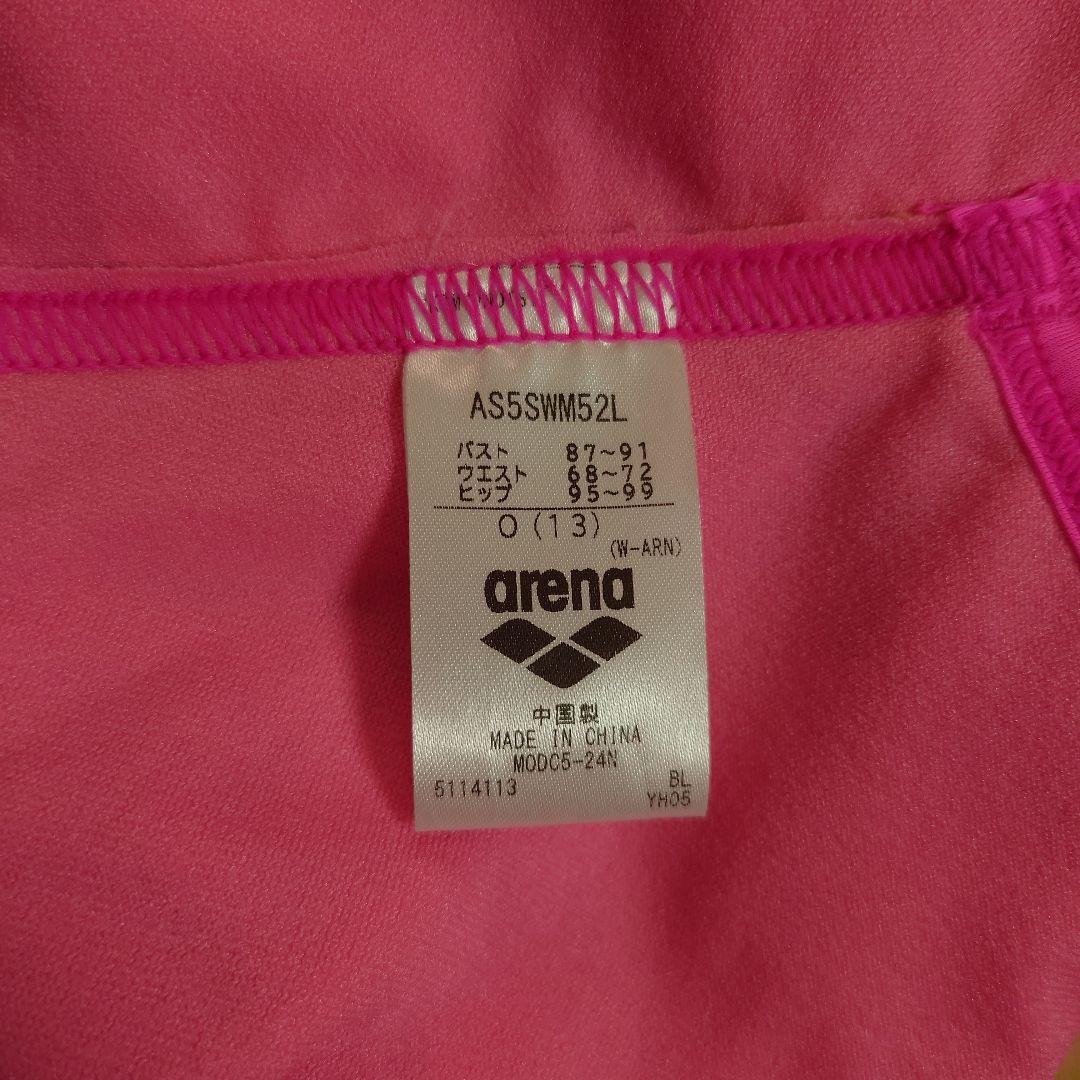 AS5SWM52L
バスト 87~91
ウエスト 68~72
ヒップ 95~99
O(13)
(W-ARN)
arena
中国製
MADE IN CHINA
MODC5-24N
5114113 BL
YH05